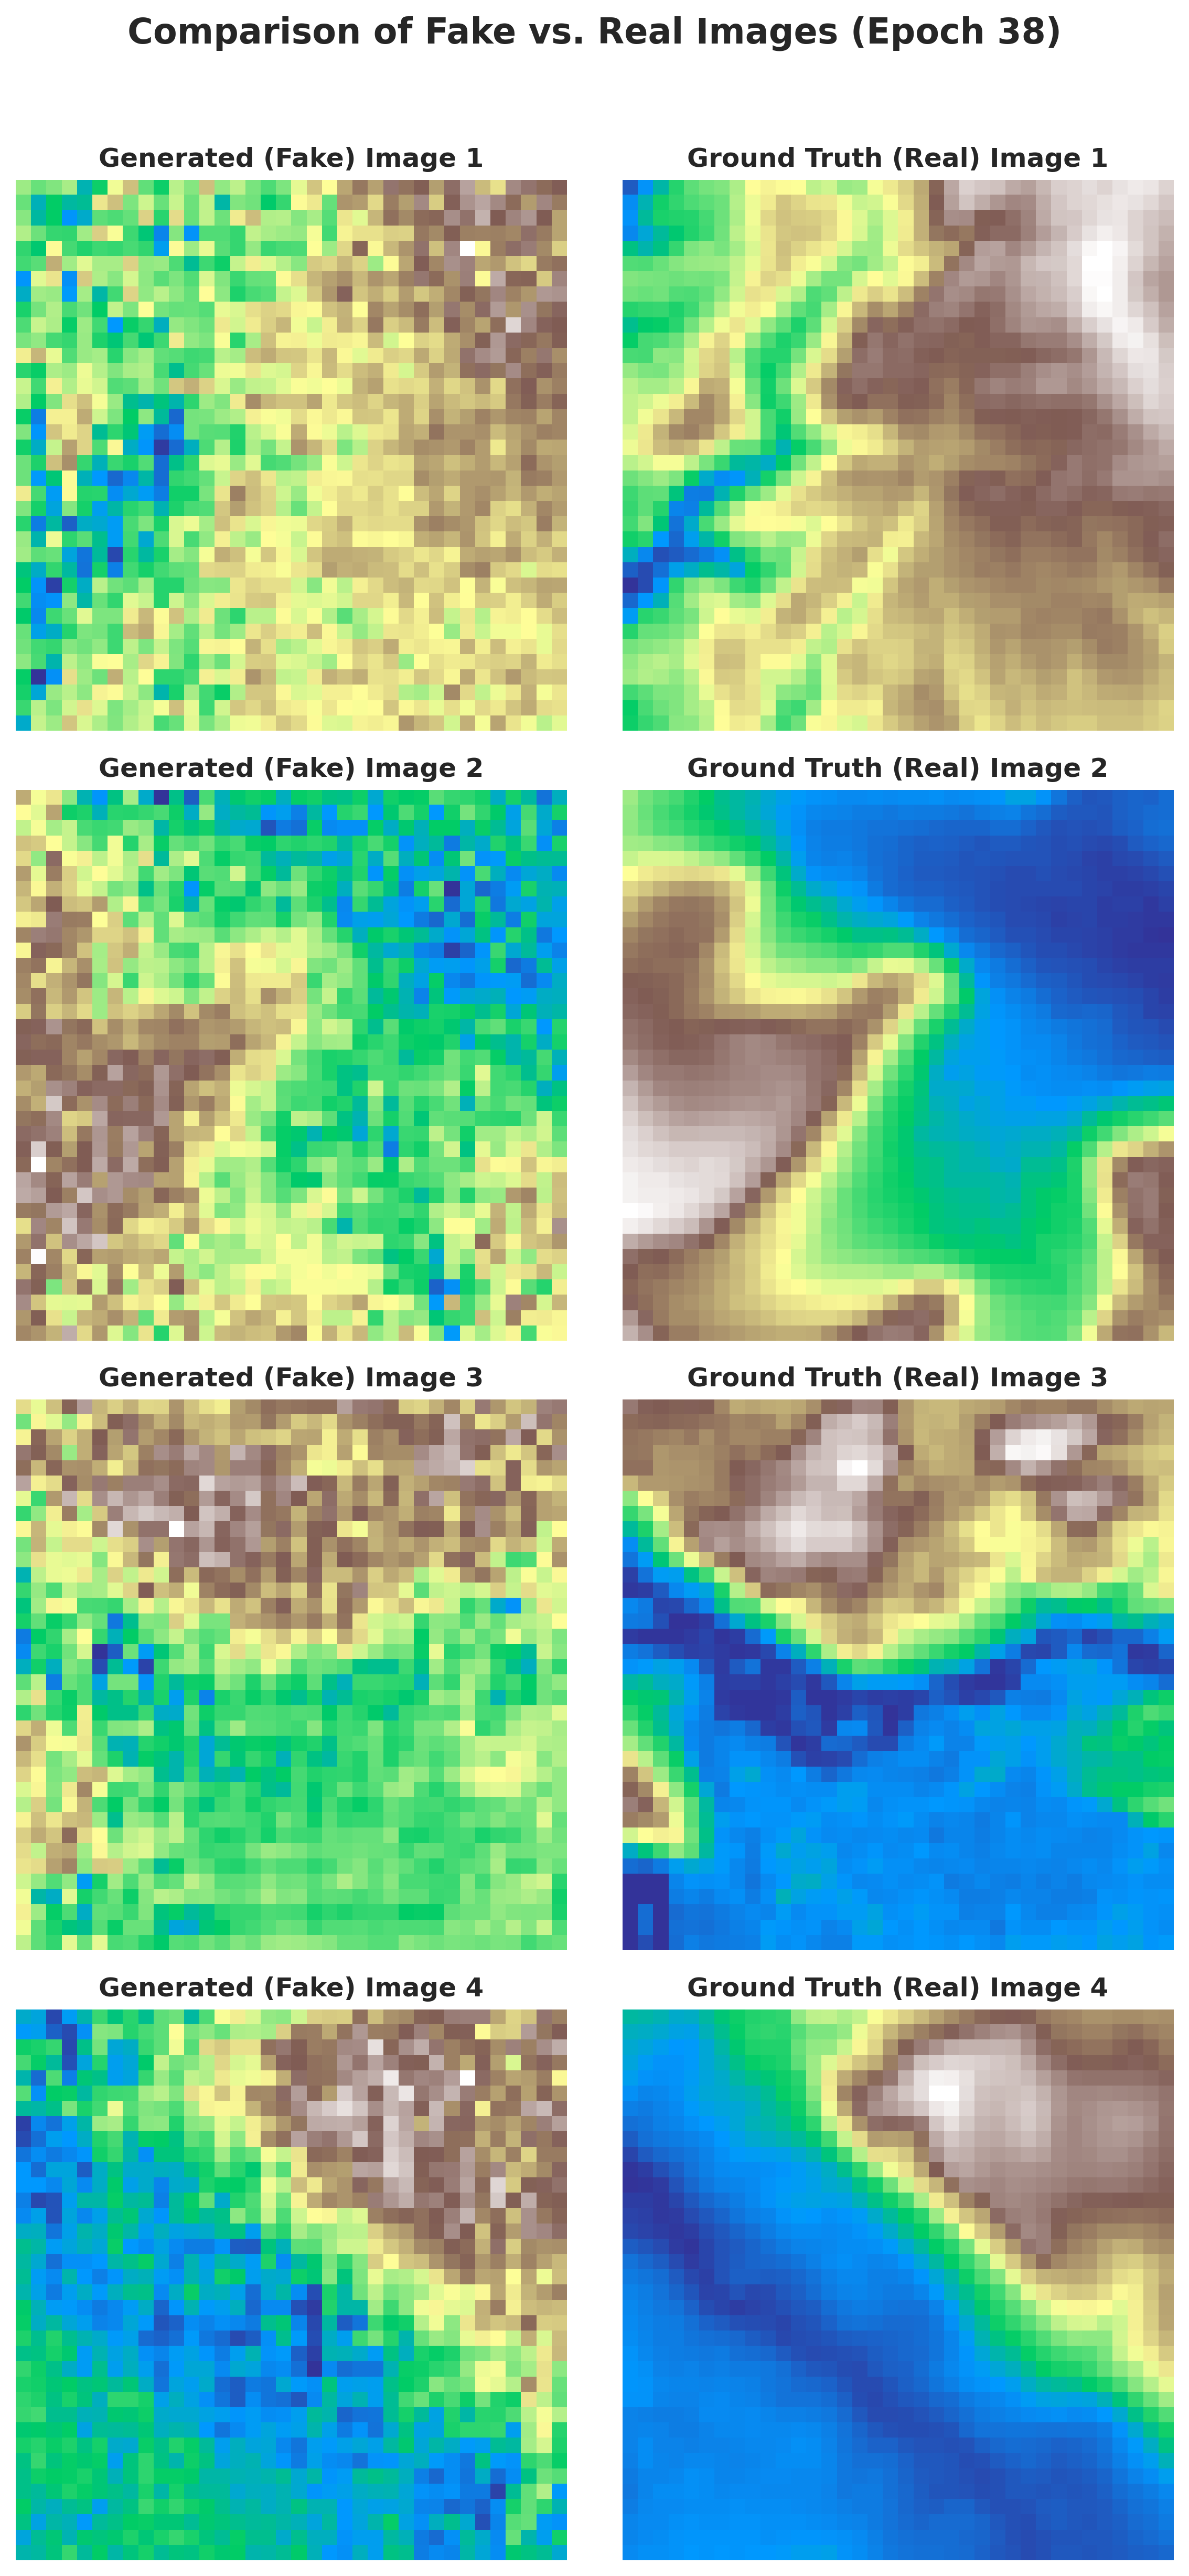 Comparison of Fake vs. Real Images (Epoch 38)
Generated (Fake) Image 1
Ground Truth (Real) Image 1
Generated (Fake) Image 2
Ground Truth (Real) Image 2
Generated (Fake) Image 3
Ground Truth (Real) Image 3
Generated (Fake) Image 4
Ground Truth (Real) Image 4